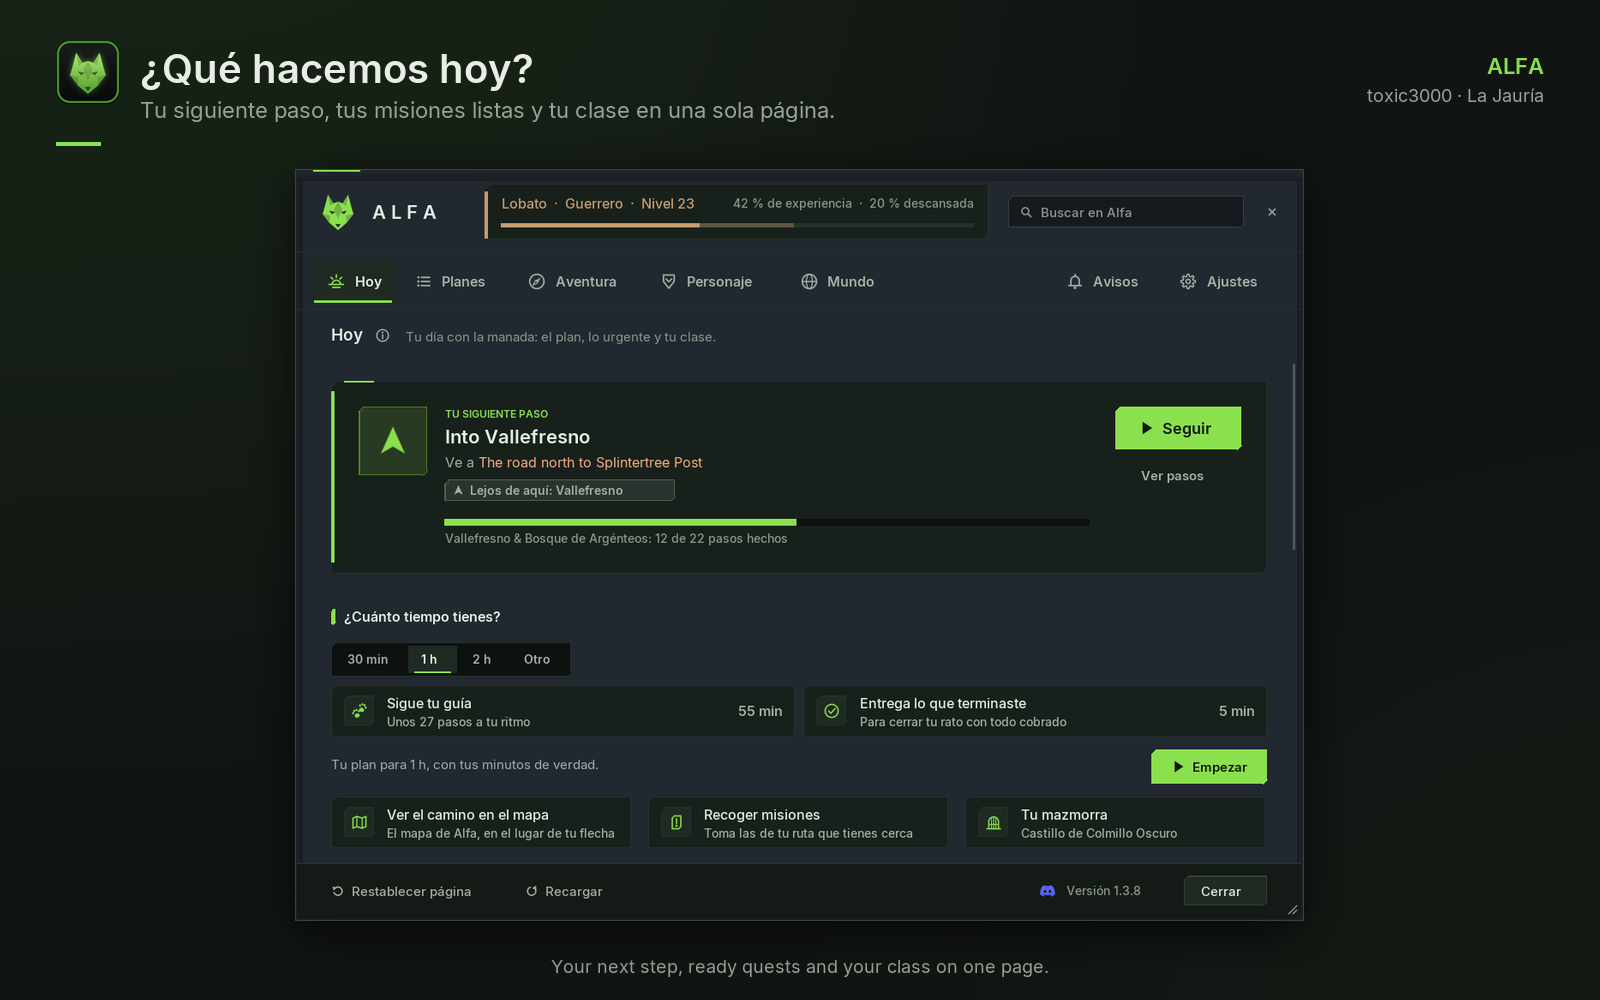 ¿Qué hacemos hoy?
Tu siguiente paso, tus misiones listas y tu clase en una sola página.
ALFA
toxic3000 · La Jauría
ALFA
Lobato · Guerrero · Nivel 23
42 % de experiencia · 20 % descansada
Buscar en Alfa
Hoy
Planes
Aventura
Personaje
Mundo
Avisos
Ajustes
Hoy
Tu día con la manada: el plan, lo urgente y tu clase.
TU SIGUIENTE PASO
Into Vallefresno
Ve a The road north to Splintertree Post
Lejos de aquí: Vallefresno
Vallefresno & Bosque de Argénteos: 12 de 22 pasos hechos
Seguir
Ver pasos
¿Cuánto tiempo tienes?
30 min
1 h
2 h
Otro
Sigue tu guía
Unos 27 pasos a tu ritmo
55 min
Entrega lo que terminaste
Para cerrar tu rato con todo cobrado
5 min
Tu plan para 1 h, con tus minutos de verdad.
Empezar
Ver el camino en el mapa
El mapa de Alfa, en el lugar de tu flecha
Recoger misiones
Toma las de tu ruta que tienes cerca
Tu mazmorra
Castillo de Colmillo Oscuro
Restablecer página
Recargar
Versión 1.3.8
Cerrar
Your next step, ready quests and your class on one page.